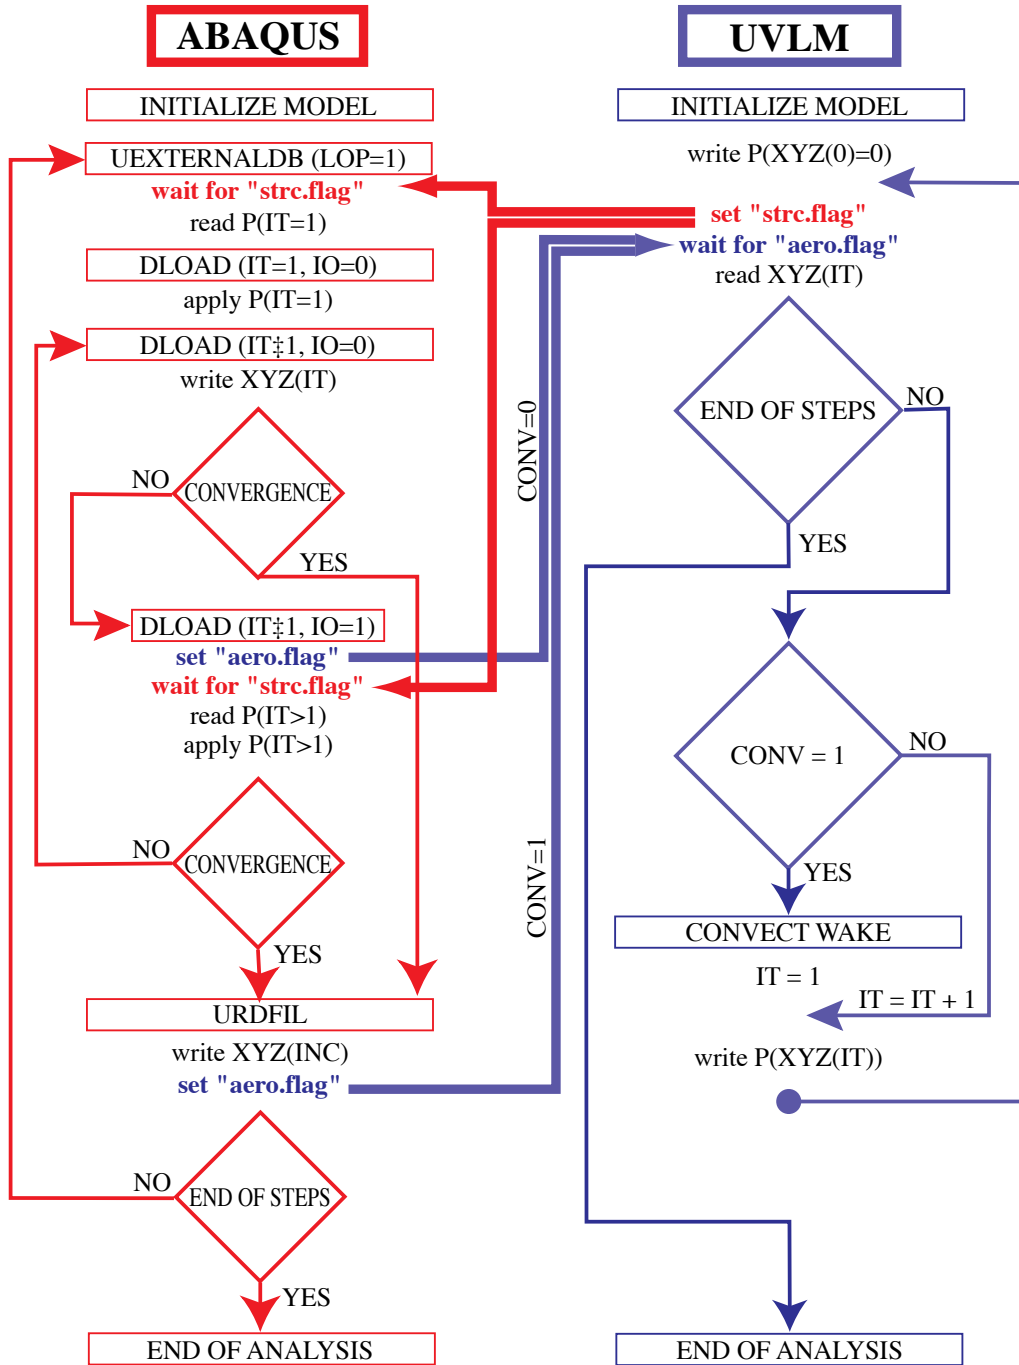 ABAQUS
UVLM
INITIALIZE MODEL
INITIALIZE MODEL
UEXTERNALDB (LOP=1)
wait for "strc.flag"
read P(IT=1)
DLOAD (IT=1, IO=0)
apply P(IT=1)
DLOAD (IT‡1, IO=0)
write XYZ(IT)
NO
CONVERGENCE
YES
DLOAD (IT‡1, IO=1)
set "aero.flag"
wait for "strc.flag"
read P(IT>1)
apply P(IT>1)
NO
CONVERGENCE
YES
URDFIL
write XYZ(INC)
set "aero.flag"
NO
END OF STEPS
YES
END OF ANALYSIS
CONV=0
CONV=1
write P(XYZ(0)=0)
set "strc.flag"
wait for "aero.flag"
read XYZ(IT)
END OF STEPS
NO
YES
CONV = 1
NO
YES
CONVECT WAKE
IT = 1
IT = IT + 1
write P(XYZ(IT))
END OF ANALYSIS